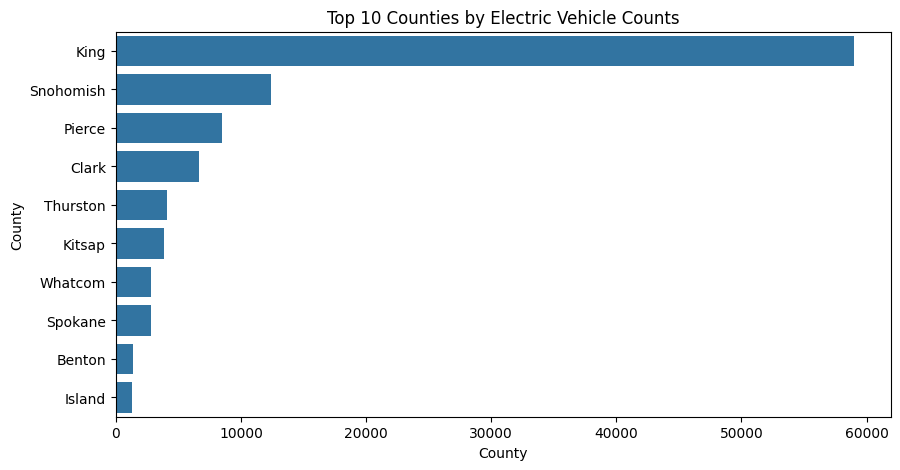 Top 10 Counties by Electric Vehicle Counts
King
Snohomish
Pierce
Clark
Thurston
Kitsap
Whatcom
Spokane
Benton
Island
County
0 10000 20000 30000 40000 50000 60000
County